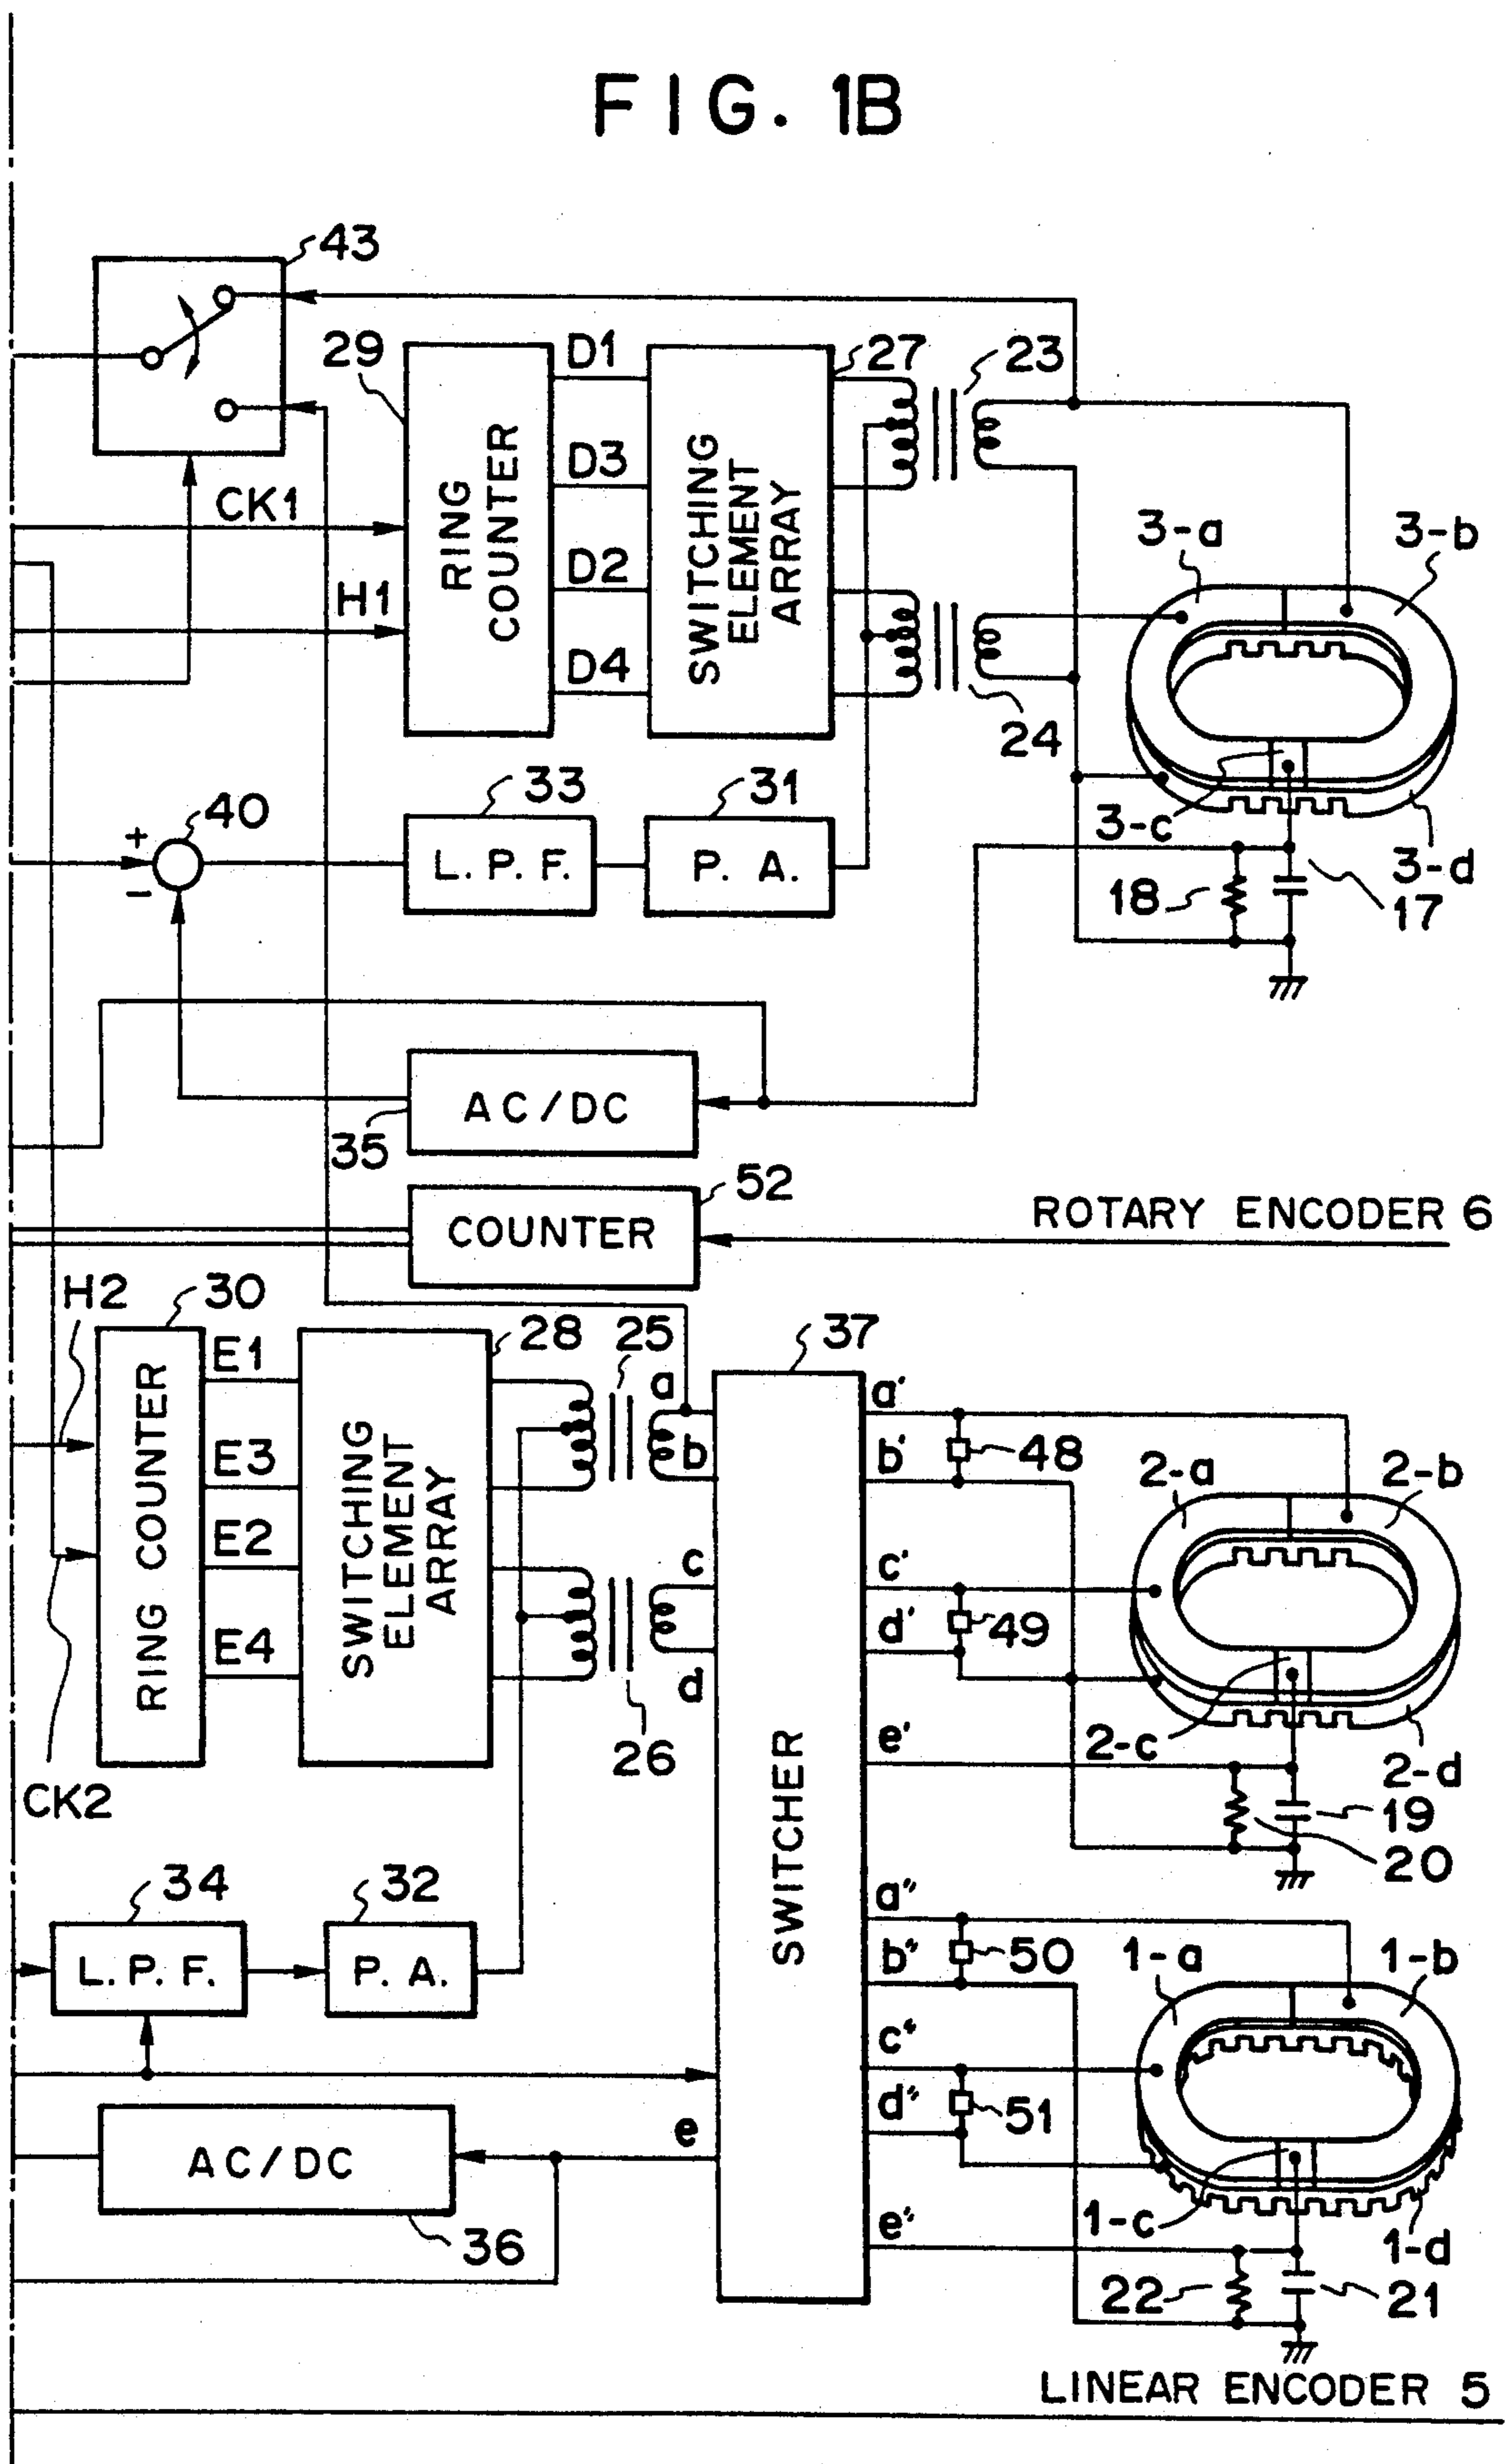 FIG. 1B
43
29
D1
27
23
D3
CK1
RING COUNTER
SWITCHING ELEMENT ARRAY
3-a
3-b
D2
H1
D4
24
33
31
3-c
40
+
-
L. P. F.
P. A.
18
3-d
17
AC/DC
35
52
COUNTER
ROTARY ENCODER 6
H2
30
28
25
37
E1
a
a'
E3
b
b'
48
2-a
2-b
RING COUNTER
SWITCHING ELEMENT ARRAY
E2
c
c'
d'
49
E4
d
26
2-c
e'
2-d
CK2
SWITCHER
19
20
34
32
a"
L. P. F.
P. A.
b"
50
1-a
1-b
c"
d"
51
e
AC/DC
36
e"
1-c
1-d
22
21
LINEAR ENCODER 5